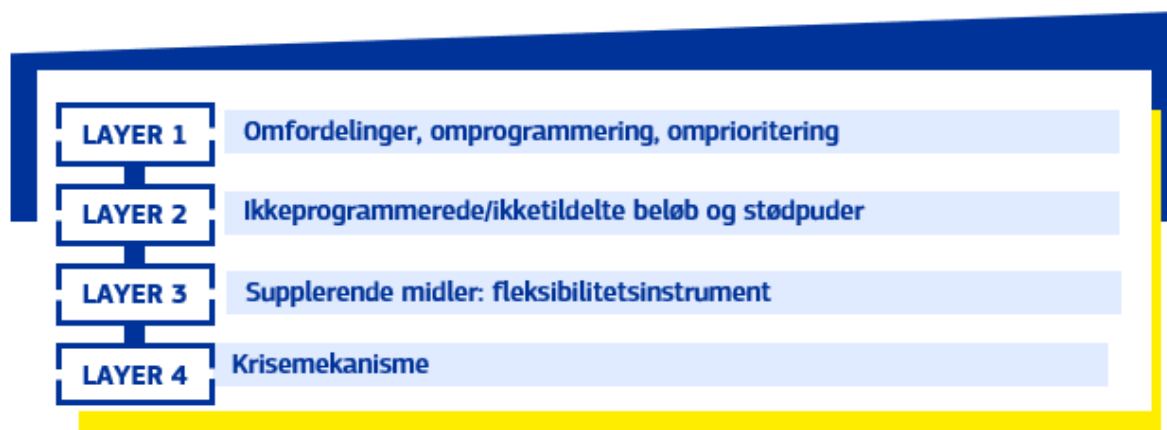 LAYER 1
Omfordelinger, omprogrammering, omprioritering
LAYER 2
Ikkeprogrammerede/ikketildelte beløb og stødpuder
LAYER 3
Supplerende midler: fleksibilitetsinstrument
LAYER 4
Krisemekanisme